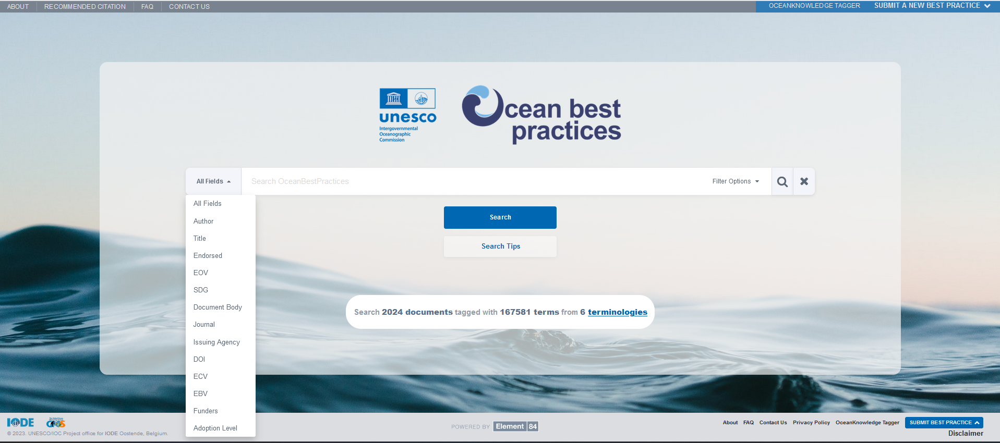 ABOUT
RECOMMENDED CITATION
FAQ
CONTACT US
OCEANKNOWLEDGE TAGGER
SUBMIT A NEW BEST PRACTICE
unesco
Intergovernmental
Oceanographic
Commission
Ocean best
practices
All Fields
Search OceanBestPractices
Filter Options
All Fields
Author
Title
Endorsed
EOV
SDG
Document Body
Journal
Issuing Agency
DOI
ECV
EBV
Funders
Adoption Level
Search
Search Tips
Search 2024 documents tagged with 167581 terms from 6 terminologies
IODE
GOOS
© 2023. UNESCO/IOC Project office for IODE Oostende, Belgium.
POWERED BY Element 84
About
FAQ
Contact Us
Privacy Policy
OceanKnowledge Tagger
SUBMIT BEST PRACTICE
Disclaimer